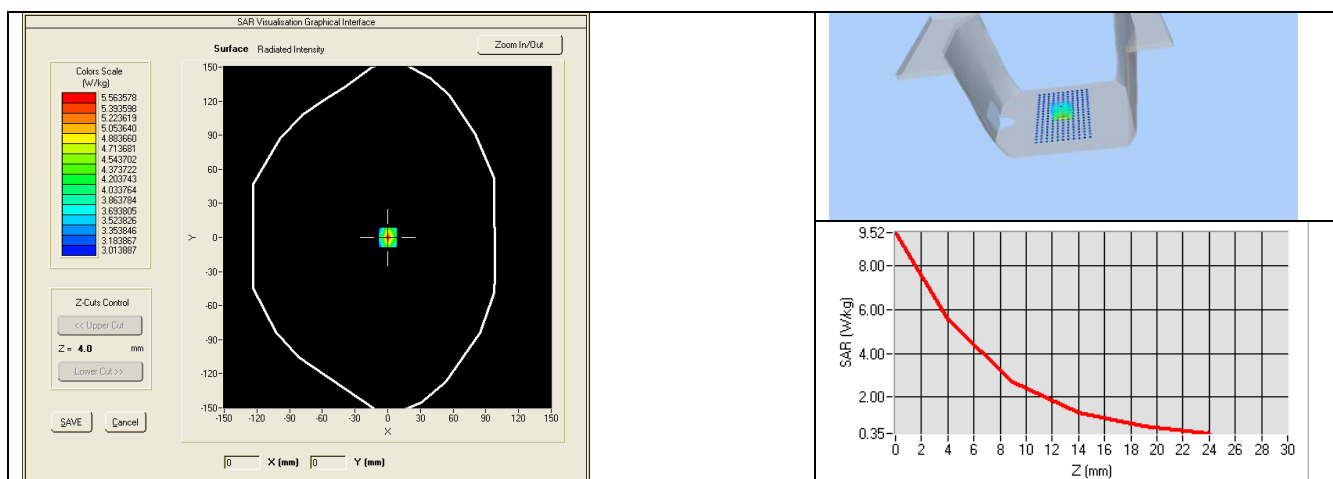 SAR Visualisation Graphical Interface
Surface Radiated Intensity
Zoom In/Out
Colors Scale
(W/kg)
5.563578
5.393598
5.223619
5.053640
4.883660
4.713681
4.543702
4.373722
4.203743
4.033764
3.863784
3.693805
3.523826
3.353846
3.183867
3.013887
Z-Cuts Control
<< Upper Cut
Z = 4.0 mm
Lower Cut >>
SAVE Cancel
150
120
90
60
30
0
-30
-60
-90
-120
-150
Y
-150 -120 -90 -60 -30 0 30 60 90 120 150
X
0 X (mm) 0 Y (mm)
9.52
8.00
6.00
4.00
2.00
0.35
SAR (W/kg)
0 2 4 6 8 10 12 14 16 18 20 22 24 26 28 30
Z (mm)